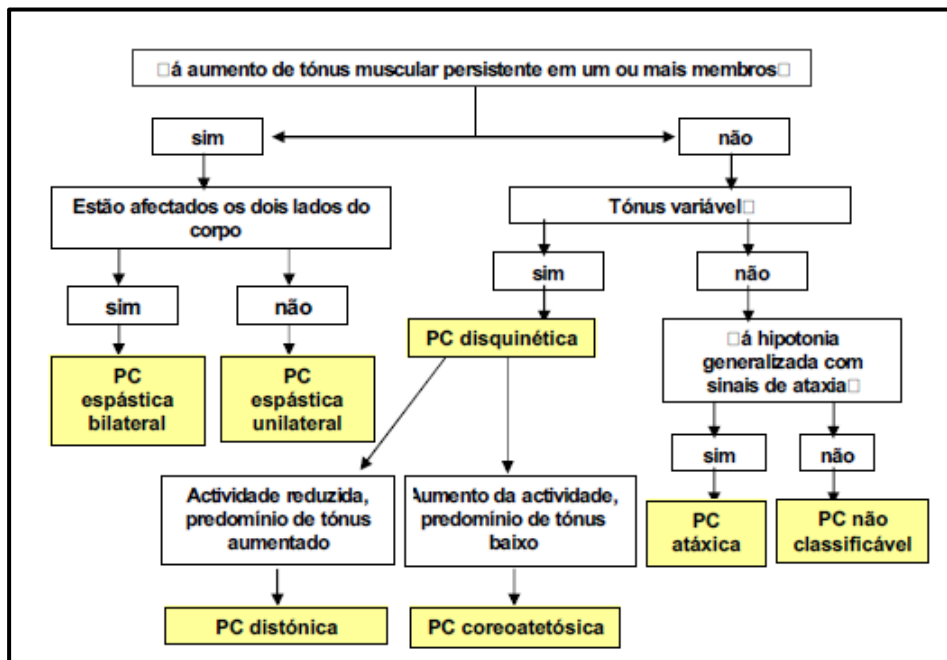 □á aumento de tónus muscular persistente em um ou mais membros□
sim
não
Estão afectados os dois lados do
corpo
Tónus variável□
sim
não
sim
não
PC
espástica
bilateral
PC
espástica
unilateral
PC disquinética
□á hipotonia
generalizada com
sinais de ataxia□
sim
não
Actividade reduzida,
predomínio de tónus
aumentado
Aumento da actividade,
predomínio de tónus
baixo
PC
atáxica
PC não
classificável
PC distónica
PC coreoatetósica